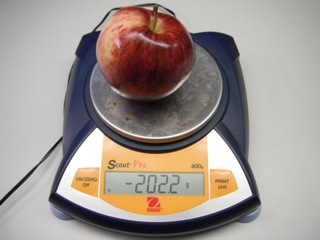 Scout Pro
400g
ON/ZERO
Off
-202.2 g
PRINT
Unit
OHAUS